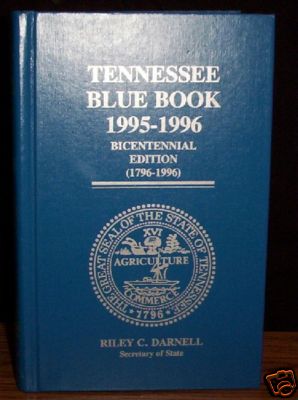 TENNESSEE
BLUE BOOK
1995-1996
BICENTENNIAL
EDITION
(1796-1996)
THE GREAT SEAL OF THE STATE OF TENNESSEE
XVI
AGRICULTURE
COMMERCE
1796
RILEY C. DARNELL
Secretary of State